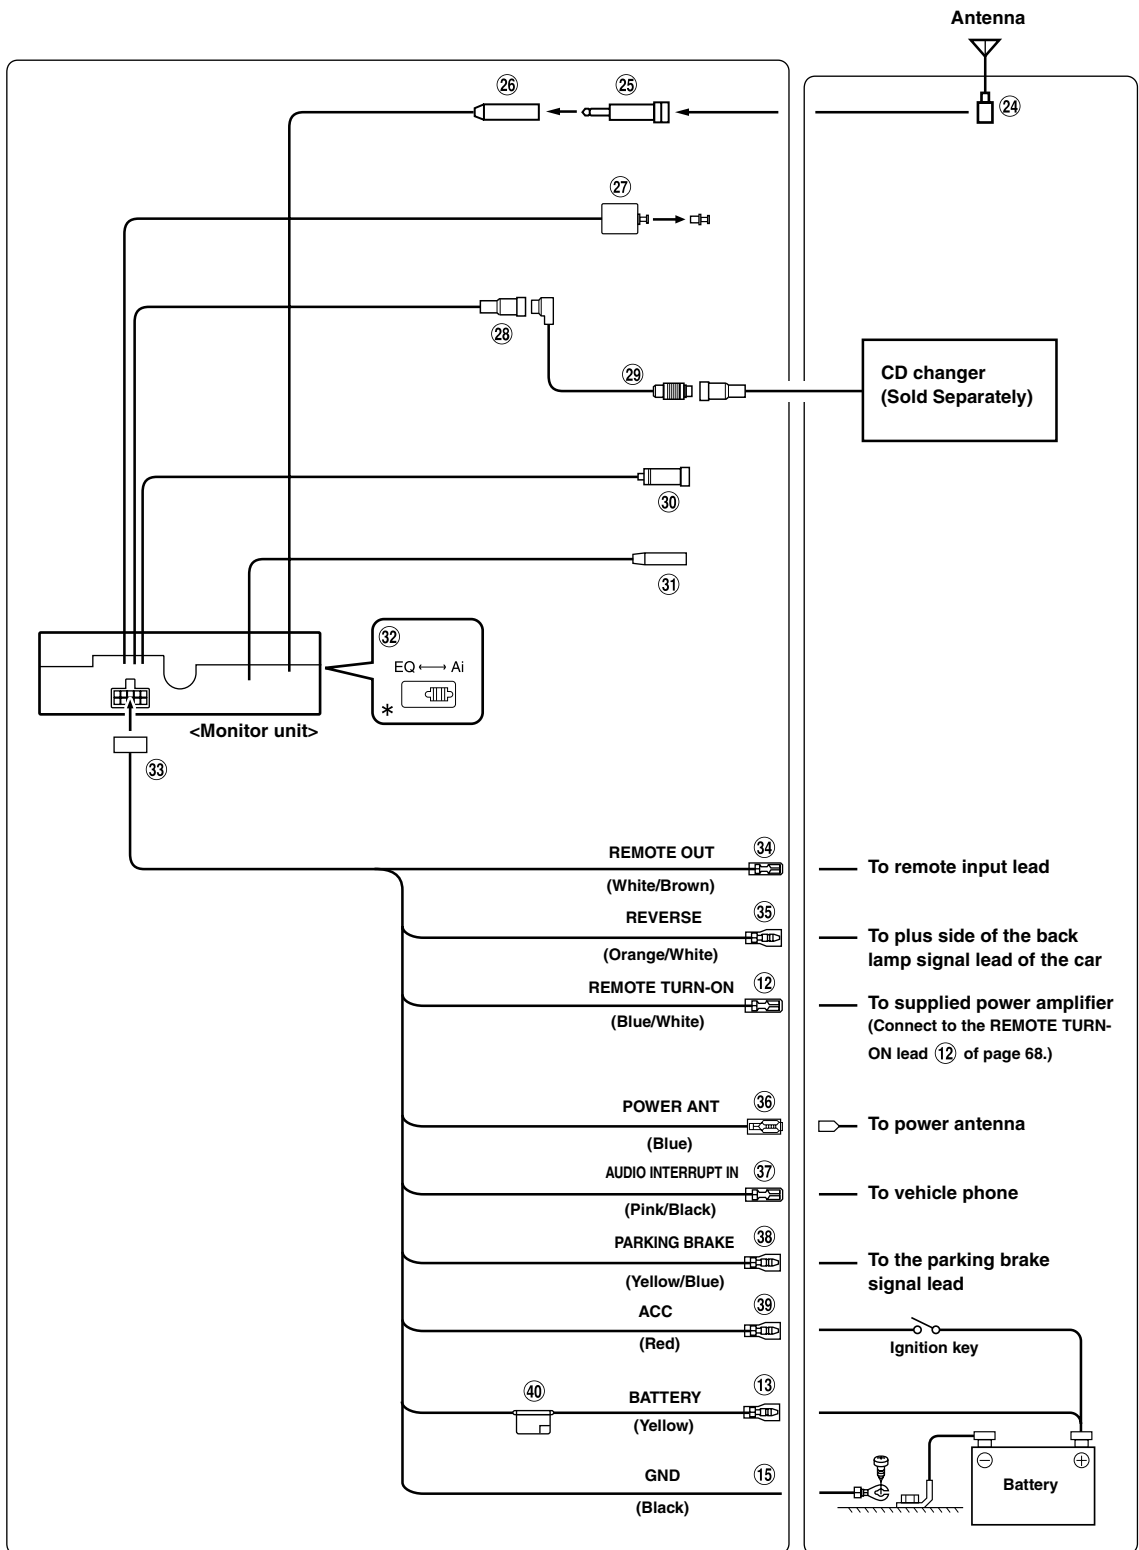 Antenna
26
25
24
27
28
29
CD changer
(Sold Separately)
30
31
32
EQ ⟷ Ai
*
<Monitor unit>
33
REMOTE OUT
34
(White/Brown)
To remote input lead
REVERSE
35
(Orange/White)
To plus side of the back
lamp signal lead of the car
REMOTE TURN-ON
12
(Blue/White)
To supplied power amplifier
(Connect to the REMOTE TURN-
ON lead 12 of page 68.)
POWER ANT
36
(Blue)
To power antenna
AUDIO INTERRUPT IN
37
(Pink/Black)
To vehicle phone
PARKING BRAKE
38
(Yellow/Blue)
To the parking brake
signal lead
ACC
39
(Red)
Ignition key
40
BATTERY
13
(Yellow)
GND
15
(Black)
− +
Battery